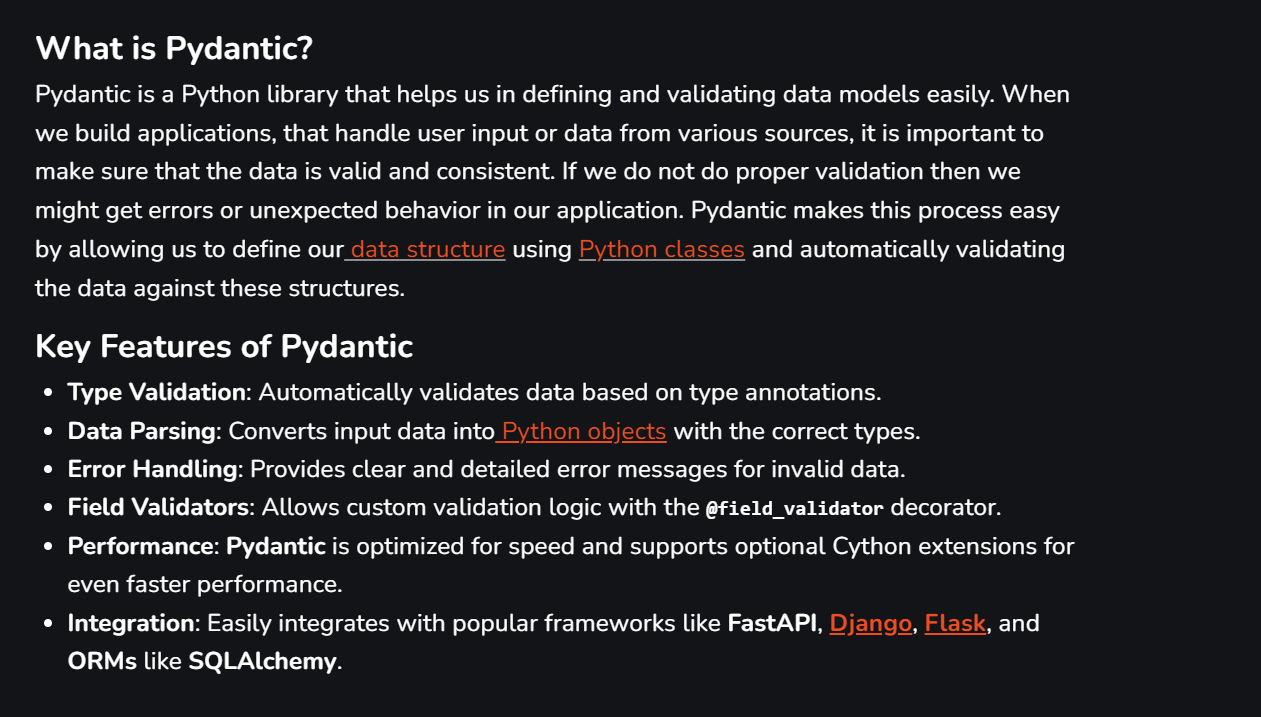 What is Pydantic?
Pydantic is a Python library that helps us in defining and validating data models easily. When
we build applications, that handle user input or data from various sources, it is important to
make sure that the data is valid and consistent. If we do not do proper validation then we
might get errors or unexpected behavior in our application. Pydantic makes this process easy
by allowing us to define our data structure using Python classes and automatically validating
the data against these structures.
Key Features of Pydantic
• Type Validation: Automatically validates data based on type annotations.
• Data Parsing: Converts input data into Python objects with the correct types.
• Error Handling: Provides clear and detailed error messages for invalid data.
• Field Validators: Allows custom validation logic with the @field_validator decorator.
• Performance: Pydantic is optimized for speed and supports optional Cython extensions for
even faster performance.
• Integration: Easily integrates with popular frameworks like FastAPI, Django, Flask, and
ORMs like SQLAlchemy.